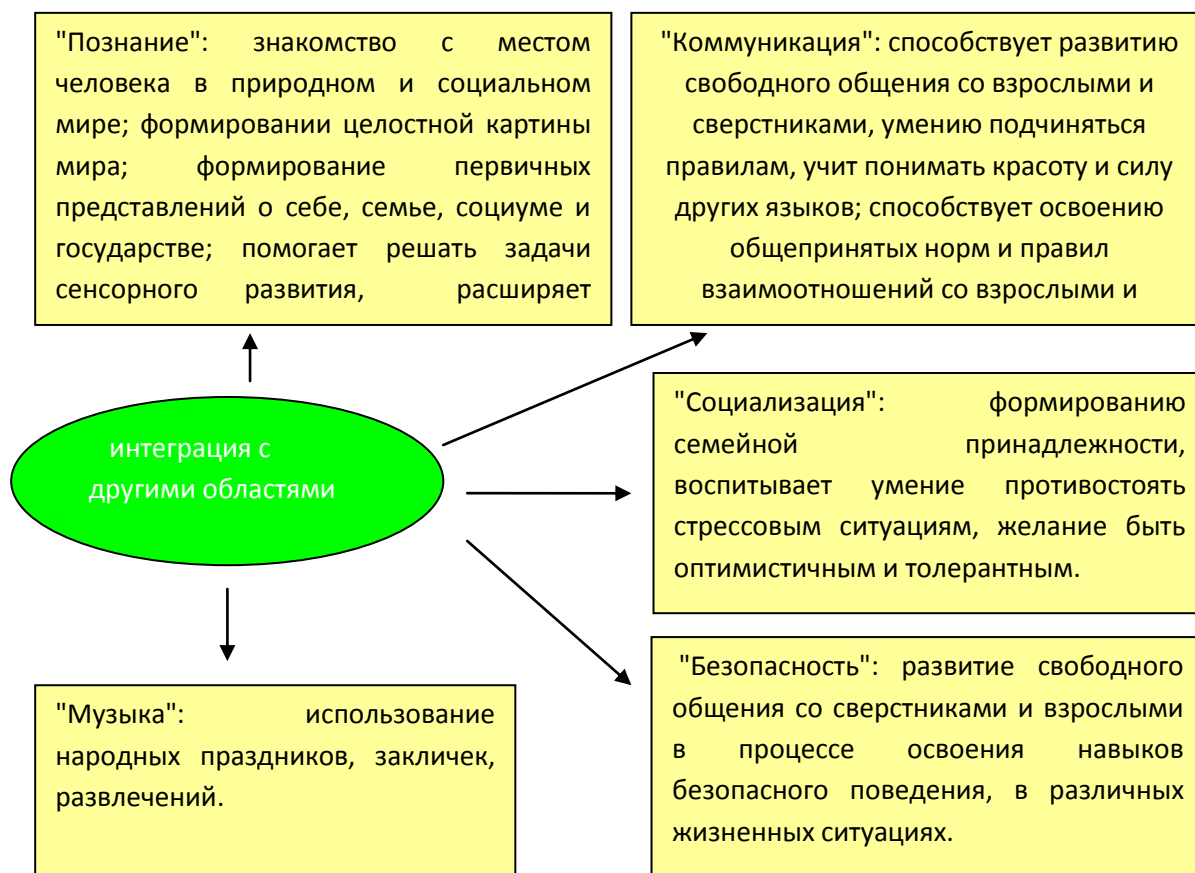 "Познание": знакомство с местом
человека в природном и социальном
мире; формировании целостной картины
мира; формирование первичных
представлений о себе, семье, социуме и
государстве; помогает решать задачи
сенсорного развития, расширяет
"Коммуникация": способствует развитию
свободного общения со взрослыми и
сверстниками, умению подчиняться
правилам, учит понимать красоту и силу
других языков; способствует освоению
общепринятых норм и правил
взаимоотношений со взрослыми и
интеграция с
другими областями
"Социализация": формированию
семейной принадлежности,
воспитывает умение противостоять
стрессовым ситуациям, желание быть
оптимистичным и толерантным.
"Музыка": использование
народных праздников, закличек,
развлечений.
"Безопасность": развитие свободного
общения со сверстниками и взрослыми
в процессе освоения навыков
безопасного поведения, в различных
жизненных ситуациях.